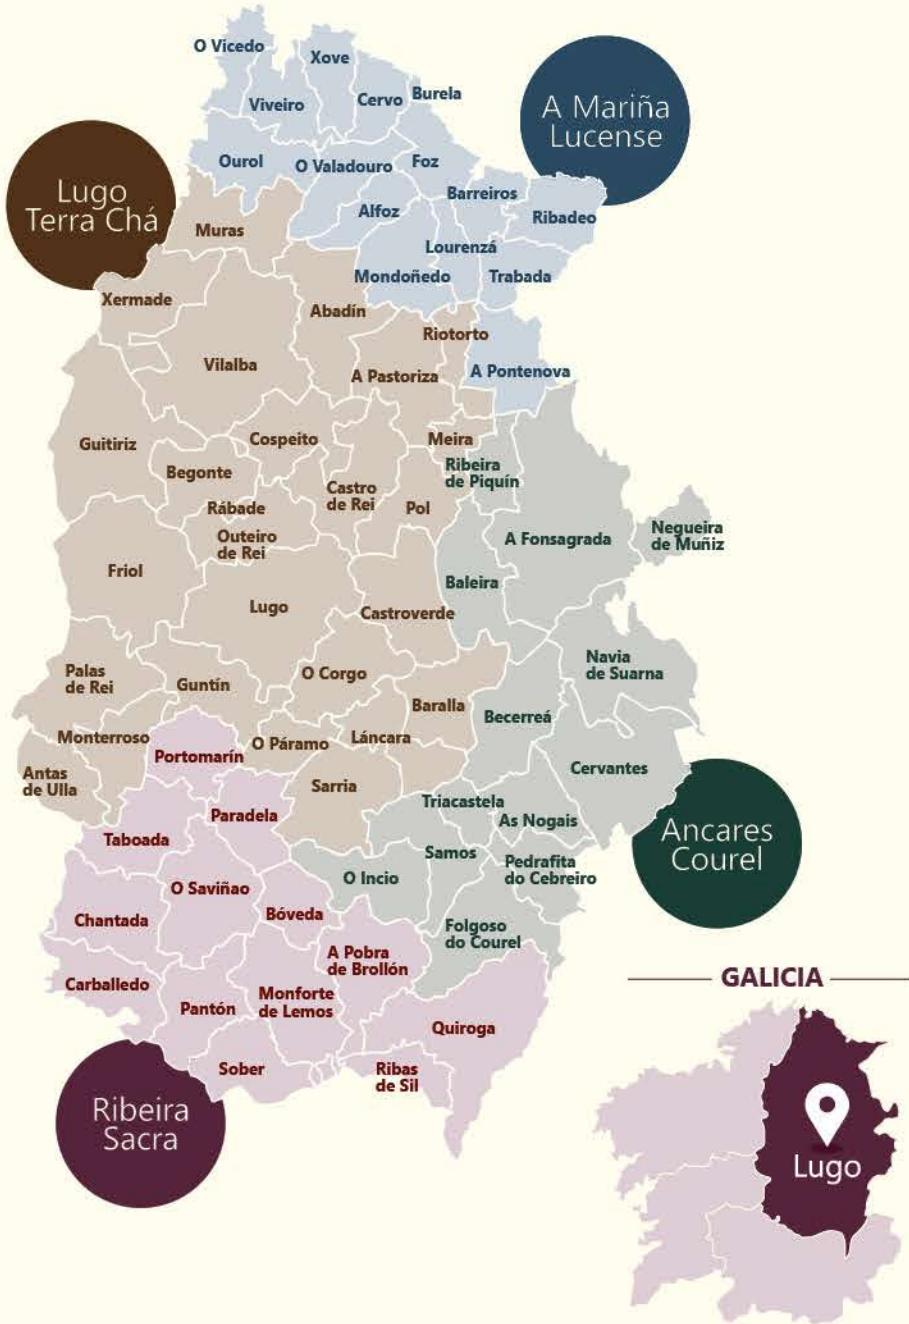 O Vicedo
Xove
Viveiro
Cervo
Burela
A Mariña
Lucense
Lugo
Terra Chá
Ourol
O Valadouro
Foz
Barreiros
Alfoz
Ribadeo
Muras
Lourenzá
Mondoñedo
Trabada
Xermade
Abadín
Riotorto
Vilalba
A Pastoriza
A Pontenova
Guitiriz
Cospeito
Meira
Begonte
Ribeira
de Piquín
Castro
de Rei
Rábade
Pol
Outeiro
de Rei
A Fonsagrada
Negueira
de Muñiz
Friol
Baleira
Lugo
Castroverde
Palas
de Rei
Guntín
O Corgo
Navia
de Suarna
Baralla
Becerreá
Monterroso
Portomarín
O Páramo
Láncara
Antas
de Ulla
Sarria
Cervantes
Triacastela
Paradela
As Nogais
Ancares
Courel
Taboada
Samos
O Incio
Pedrafita
do Cebreiro
O Saviñao
Chantada
Bóveda
Folgoso
do Courel
A Pobra
de Brollón
Carballedo
Pantón
Monforte
de Lemos
Quiroga
Sober
Ribas
de Sil
Ribeira
Sacra
GALICIA
Lugo